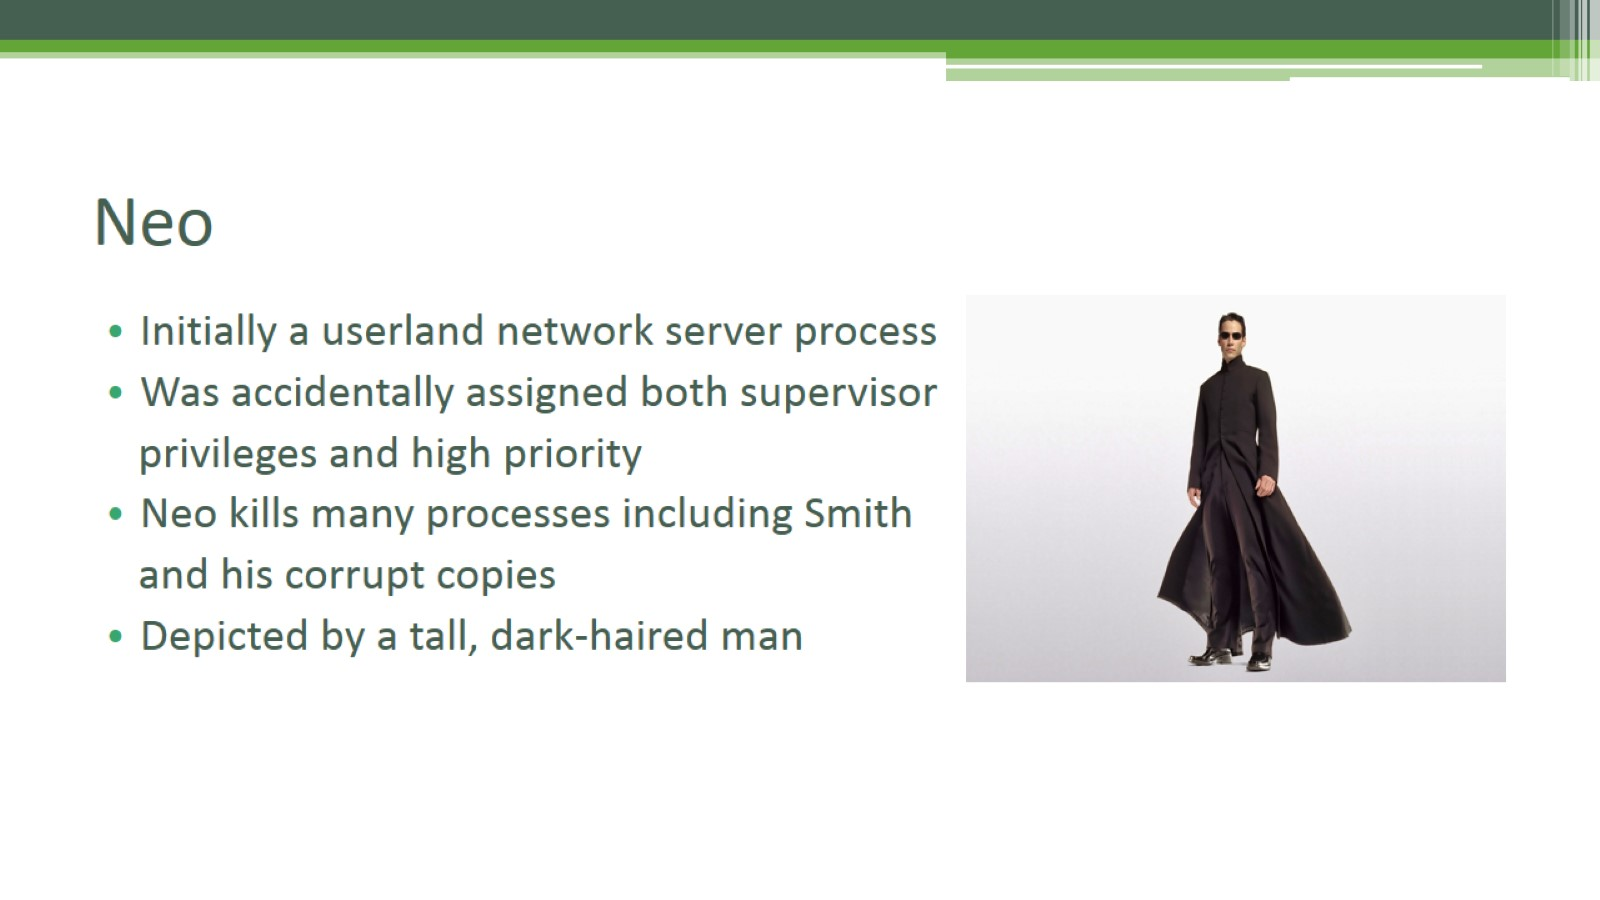 Neo
• Initially a userland network server process
• Was accidentally assigned both supervisor
privileges and high priority
• Neo kills many processes including Smith
and his corrupt copies
• Depicted by a tall, dark-haired man